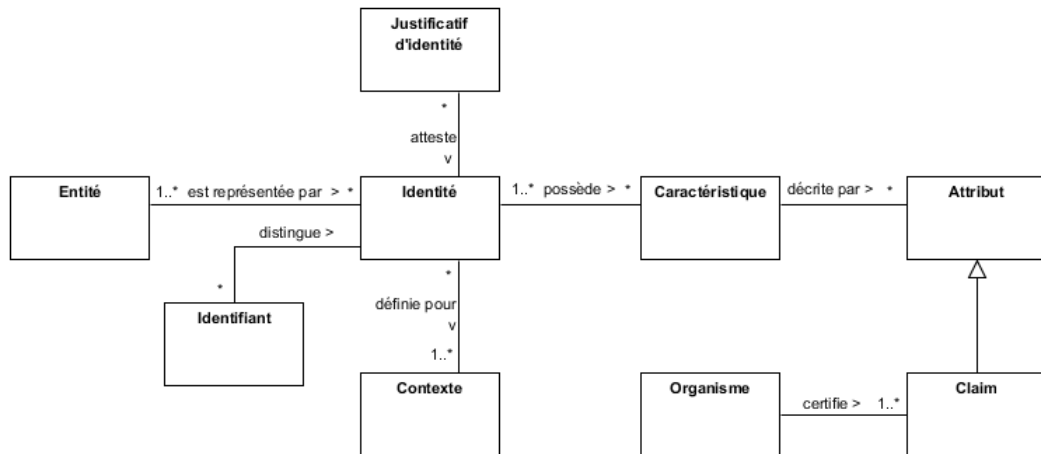 Justificatif
d'identité
*
atteste
v
Entité
1..* est représentée par > *
Identité
1..* possède > *
Caractéristique
décrite par > *
Attribut
distingue >
*
Identifiant
*
définie pour
v
1..*
Contexte
Organisme
certifie > 1..*
Claim